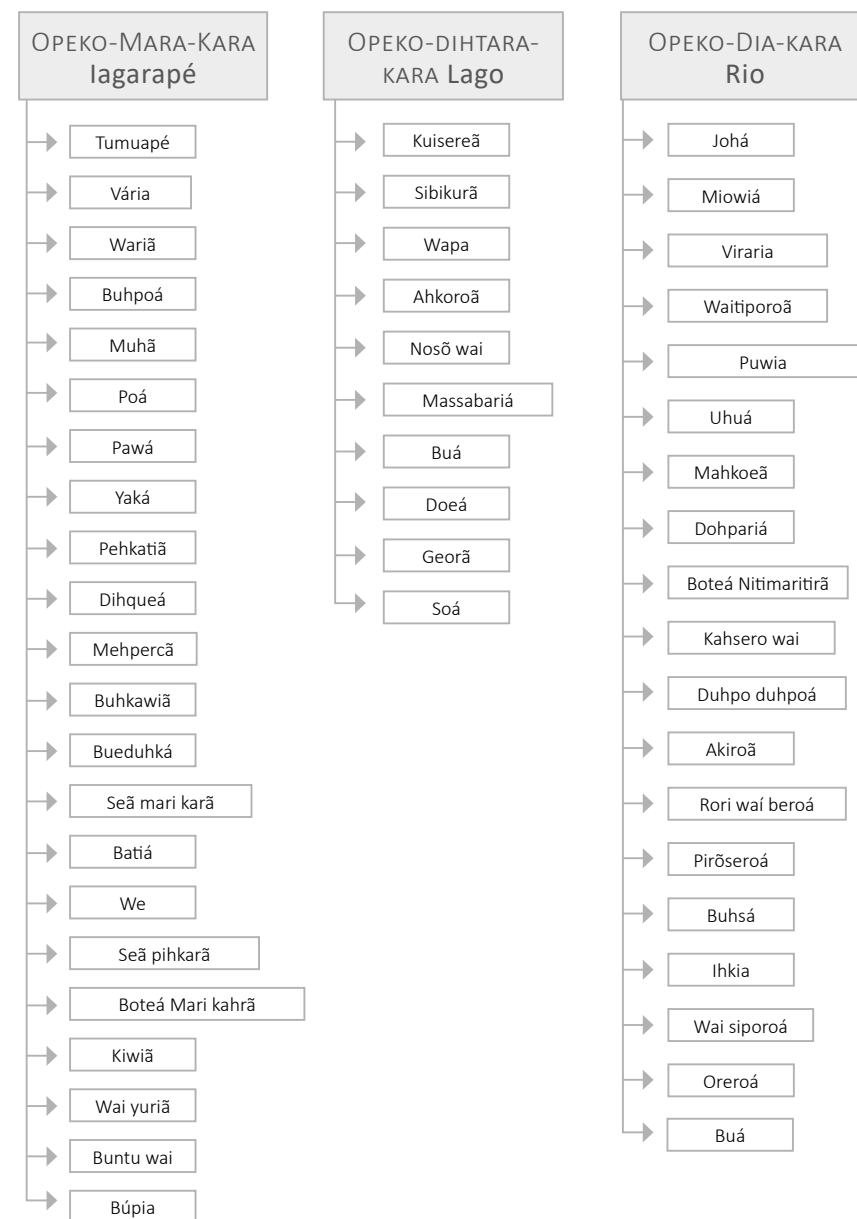 Opeko-Mara-Kara
Iagarapé
Tumuapé
Vária
Wariã
Buhpoá
Muhã
Poá
Pawá
Yaká
Pehkatiã
Dihqueá
Mehpercã
Buhkawiã
Bueduhká
Seã mari karã
Batiá
We
Seã pihkarã
Boteá Mari kahrã
Kiwiã
Wai yuriã
Buntu wai
Búpia
Opeko-dihtara-
kara Lago
Kuisereã
Sibikurã
Wapa
Ahkoroã
Nosõ wai
Massabariá
Buá
Doeá
Georã
Soá
Opeko-Dia-kara
Rio
Johá
Miowiá
Viraria
Waitiporoã
Puwia
Uhuá
Mahkoeã
Dohpariá
Boteá Nitimaritirã
Kahsero wai
Duhpo duhpoá
Akiroã
Rori waí beroá
Pirõseroá
Buhsá
Ihkia
Wai siporoá
Oreroá
Buá